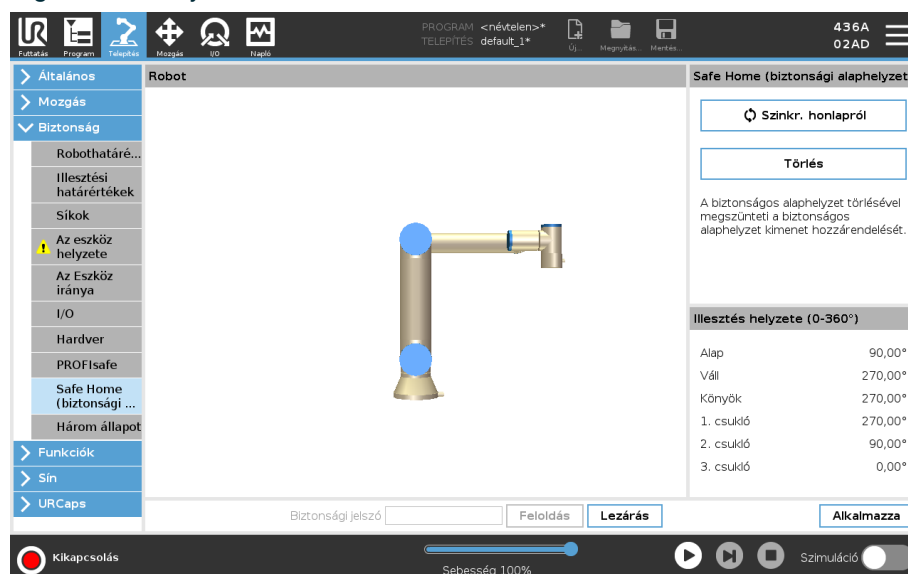 PROGRAM <névtelen>*
TELEPÍTÉS default_1*
436A
02AD
Futtatás Program Telepítés Mozgás I/O Napló
Új... Megnyitás... Mentés...
Általános
Mozgás
Biztonság
Robothatáré...
Illesztési
határértékek
Síkok
Az eszköz
helyzete
Az Eszköz
iránya
I/O
Hardver
PROFIsafe
Safe Home
(biztonsági ...
Három állapot
Funkciók
Sín
URCaps
Robot
Safe Home (biztonsági alaphelyzet
Szinkr. honlapról
Törlés
A biztonságos alaphelyzet törlésével
megszünteti a biztonságos
alaphelyzet kimenet hozzárendelését.
Illesztés helyzete (0-360°)
Alap 90,00°
Váll 270,00°
Könyök 270,00°
1. csukló 270,00°
2. csukló 90,00°
3. csukló 0,00°
Biztonsági jelszó Feloldás Lezárás Alkalmazza
Kikapcsolás
Sebesség 100%
Szimuláció